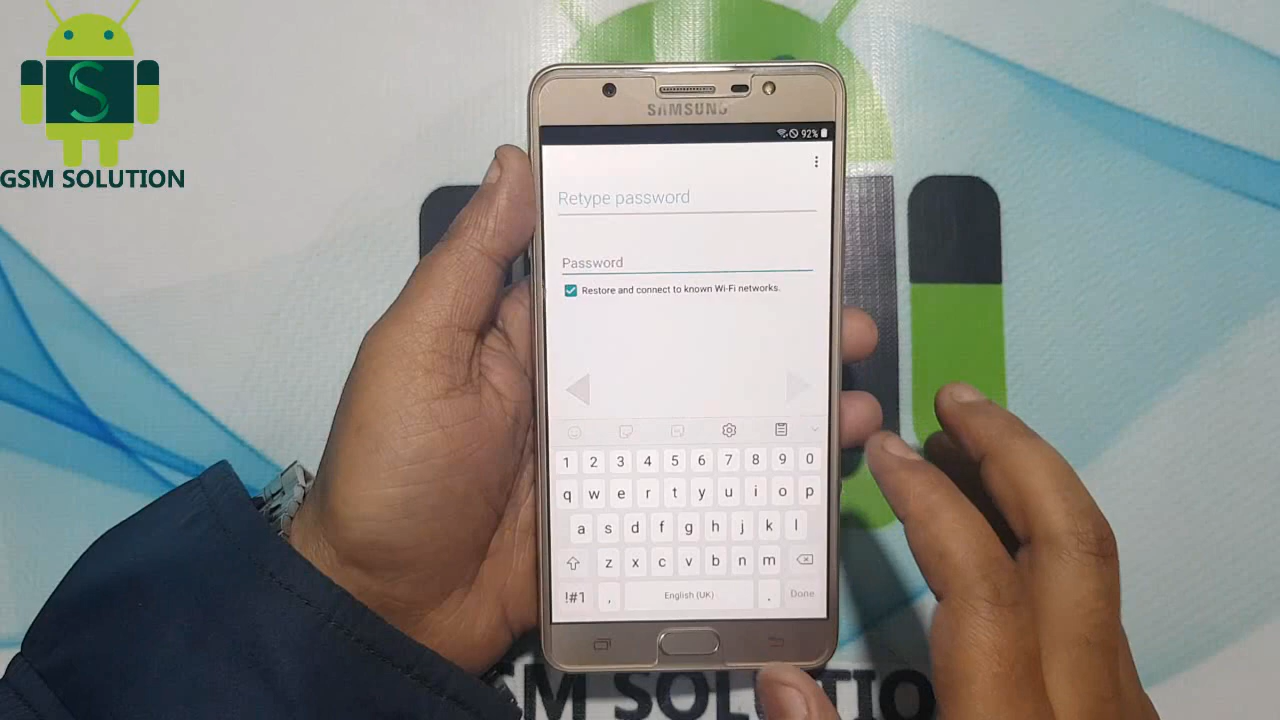 GSM SOLUTION
SAMSUNG
92%
Retype password
Password
Restore and connect to known Wi-Fi networks.
1 2 3 4 5 6 7 8 9 0
q w e r t y u i o p
a s d f g h j k l
z x c v b n m
!#1 , English (UK) . Done
GSM SOLUTIO